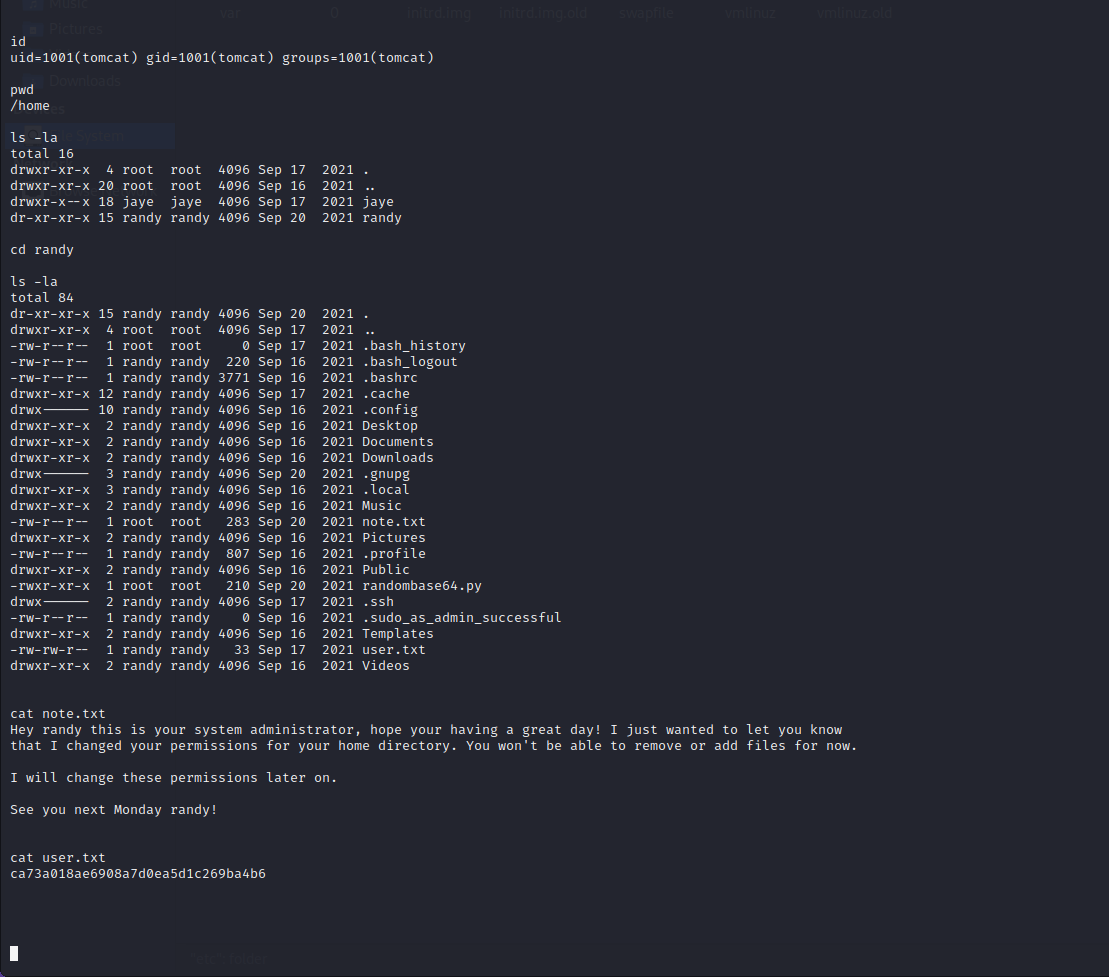 Music
var 0 initrd.img initrd.img.old swapfile vmlinuz vmlinuz.old
Pictures
id
uid=1001(tomcat) gid=1001(tomcat) groups=1001(tomcat)
Downloads
pwd
/home
ls -la
total 16
drwxr-xr-x  4 root  root  4096 Sep 17  2021 .
drwxr-xr-x 20 root  root  4096 Sep 16  2021 ..
drwxr-x--x 18 jaye  jaye  4096 Sep 17  2021 jaye
dr-xr-xr-x 15 randy randy 4096 Sep 20  2021 randy
cd randy
ls -la
total 84
dr-xr-xr-x 15 randy randy 4096 Sep 20  2021 .
drwxr-xr-x  4 root  root  4096 Sep 17  2021 ..
-rw-r--r--  1 root  root     0 Sep 17  2021 .bash_history
-rw-r--r--  1 randy randy  220 Sep 16  2021 .bash_logout
-rw-r--r--  1 randy randy 3771 Sep 16  2021 .bashrc
drwxr-xr-x 12 randy randy 4096 Sep 17  2021 .cache
drwx------ 10 randy randy 4096 Sep 16  2021 .config
drwxr-xr-x  2 randy randy 4096 Sep 16  2021 Desktop
drwxr-xr-x  2 randy randy 4096 Sep 16  2021 Documents
drwxr-xr-x  2 randy randy 4096 Sep 16  2021 Downloads
drwx------  3 randy randy 4096 Sep 20  2021 .gnupg
drwxr-xr-x  3 randy randy 4096 Sep 16  2021 .local
drwxr-xr-x  2 randy randy 4096 Sep 16  2021 Music
-rw-r--r--  1 root  root   283 Sep 20  2021 note.txt
drwxr-xr-x  2 randy randy 4096 Sep 16  2021 Pictures
-rw-r--r--  1 randy randy  807 Sep 16  2021 .profile
drwxr-xr-x  2 randy randy 4096 Sep 16  2021 Public
-rwxr-xr-x  1 root  root   210 Sep 20  2021 randombase64.py
drwx------  2 randy randy 4096 Sep 17  2021 .ssh
-rw-r--r--  1 randy randy    0 Sep 16  2021 .sudo_as_admin_successful
drwxr-xr-x  2 randy randy 4096 Sep 16  2021 Templates
-rw-rw-r--  1 randy randy   33 Sep 17  2021 user.txt
drwxr-xr-x  2 randy randy 4096 Sep 16  2021 Videos
cat note.txt
Hey randy this is your system administrator, hope your having a great day! I just wanted to let you know
that I changed your permissions for your home directory. You won't be able to remove or add files for now.
I will change these permissions later on.
See you next Monday randy!
cat user.txt
ca73a018ae6908a7d0ea5d1c269ba4b6